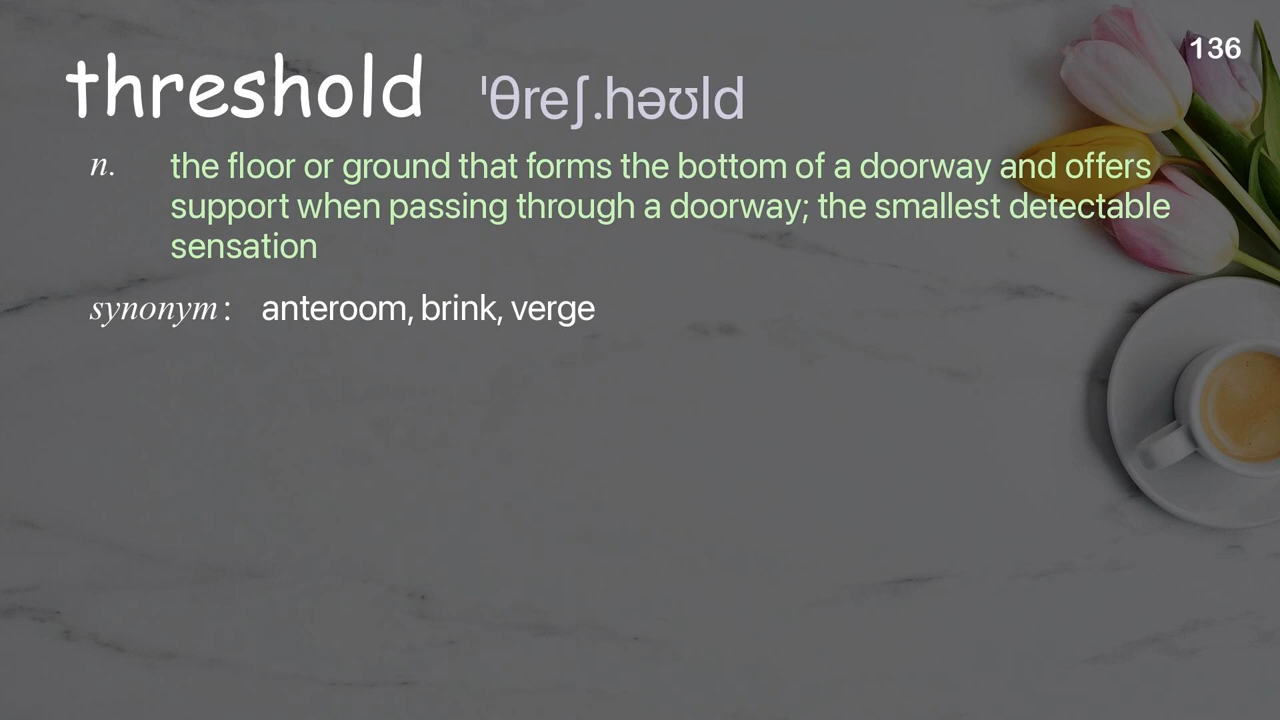 136
threshold ˈθreʃ.həʊld
n. the floor or ground that forms the bottom of a doorway and offers
support when passing through a doorway; the smallest detectable
sensation
synonym: anteroom, brink, verge